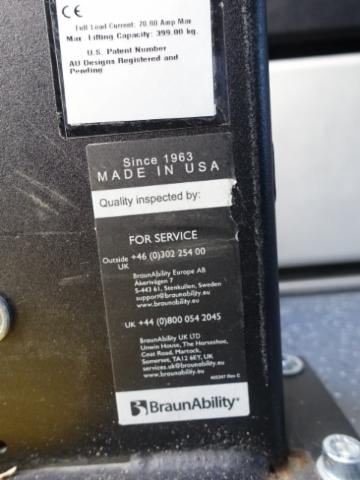 CE
Full Load Current: 70.00 Amp Max
Max Lifting Capacity: 399.00 kg.
U.S. Patent Number
AU Designs Registered and
Pending
Since 1963
MADE IN USA
Quality inspected by:
FOR SERVICE
Outside UK +46 (0)302 254 00
BraunAbility Europe AB
Åkerivägen 7
S-443 61, Stenkullen, Sweden
support@braunability.eu
www.braunability.eu
UK +44 (0)800 054 2045
BraunAbility UK LTD
Unwin House, The Horseshoe,
Coat Road, Martock,
Somerset, TA12 6EY, UK
services.uk@braunability.eu
www.braunability.eu
405397 Rev C
BraunAbility®